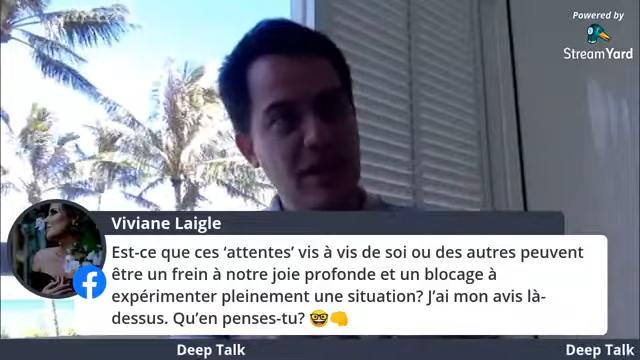 Powered by
StreamYard
Viviane Laigle
Est-ce que ces ‘attentes’ vis à vis de soi ou des autres peuvent
être un frein à notre joie profonde et un blocage à
expérimenter pleinement une situation? J’ai mon avis là-
dessus. Qu’en penses-tu? 🤓👊
Deep Talk
Deep Talk